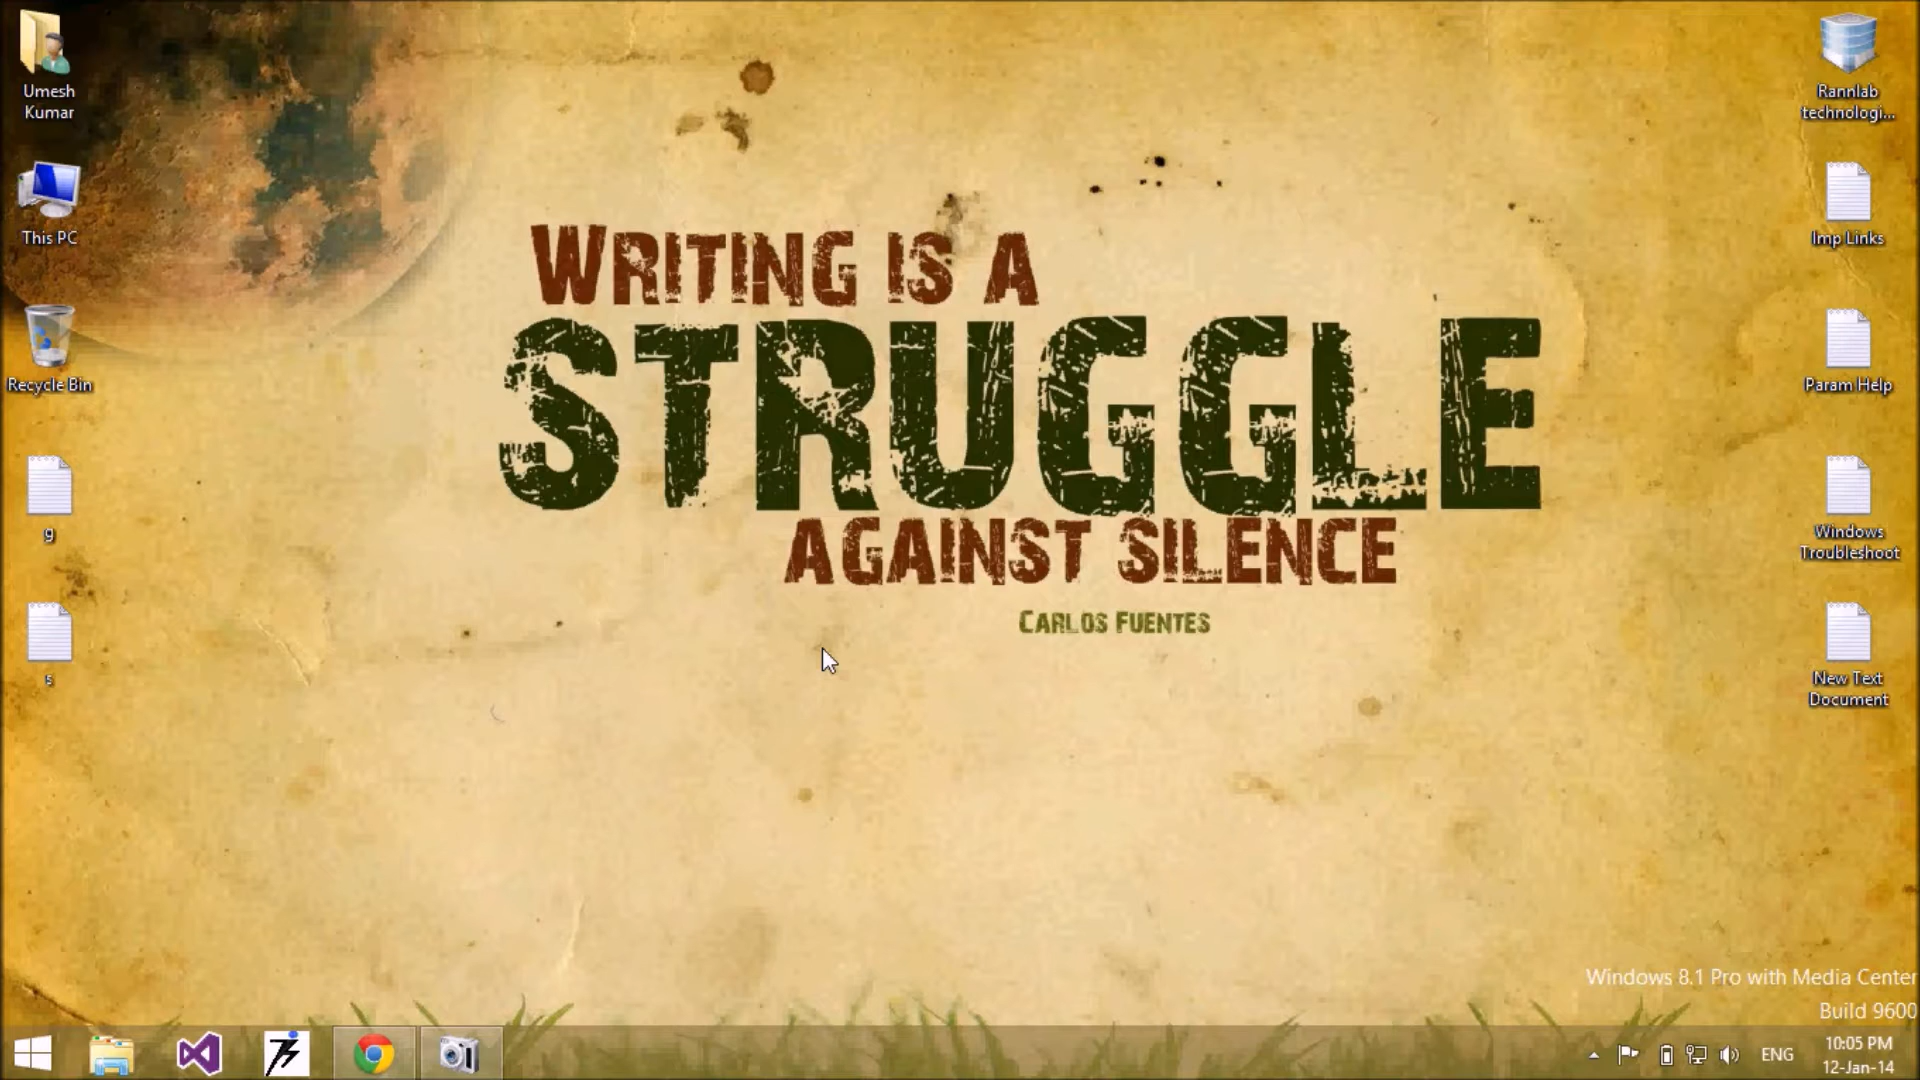 Umesh
Kumar
This PC
Recycle Bin
g
s
WRITING IS A
STRUGGLE
AGAINST SILENCE
CARLOS FUENTES
Rannlab
technologi...
Imp Links
Param Help
Windows
Troubleshoot
New Text
Document
Windows 8.1 Pro with Media Center
Build 9600
ENG
10:05 PM
12-Jan-14